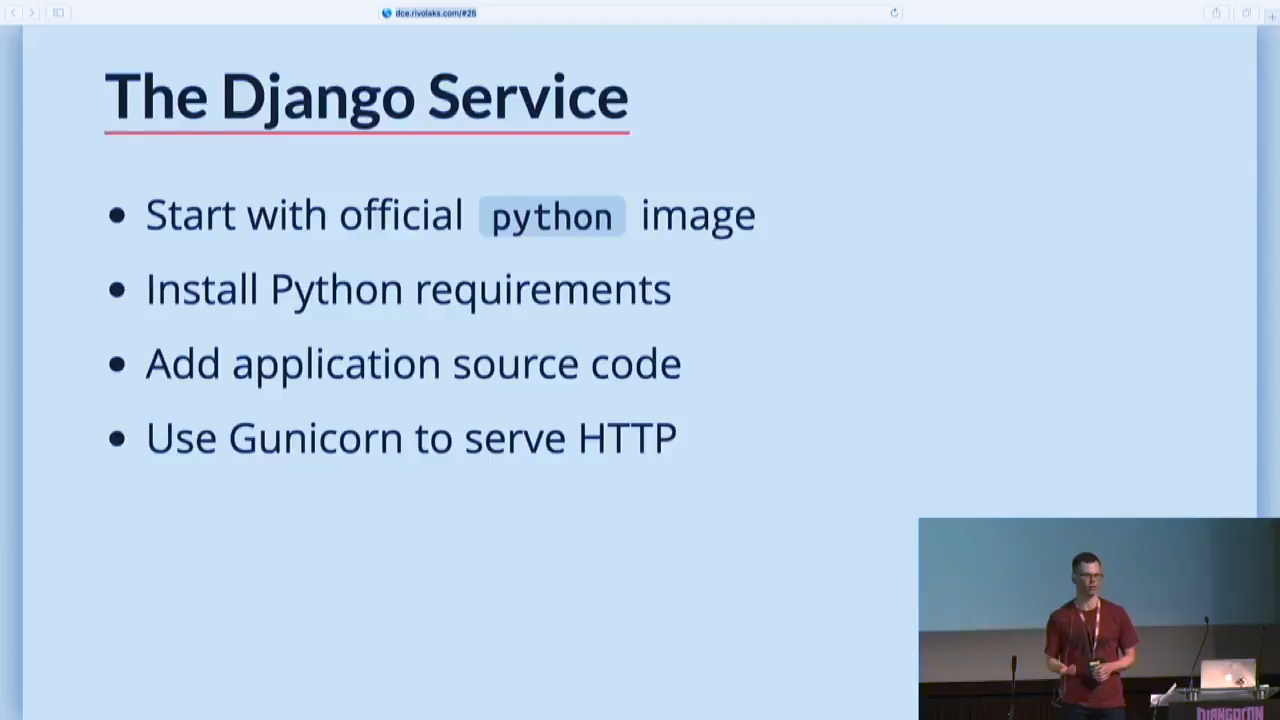 dce.rivolaks.com/#25
The Django Service
Start with official python image
Install Python requirements
Add application source code
Use Gunicorn to serve HTTP
DJANGOCON